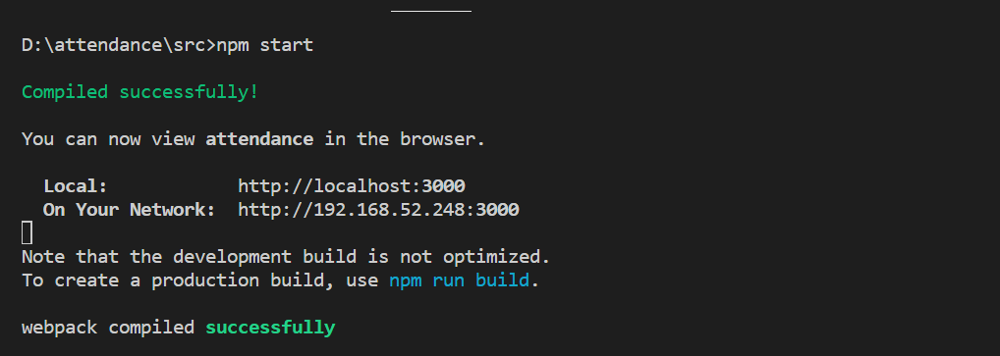 D:\attendance\src>npm start
Compiled successfully!
You can now view attendance in the browser.
Local: http://localhost:3000
On Your Network: http://192.168.52.248:3000
Note that the development build is not optimized.
To create a production build, use npm run build.
webpack compiled successfully